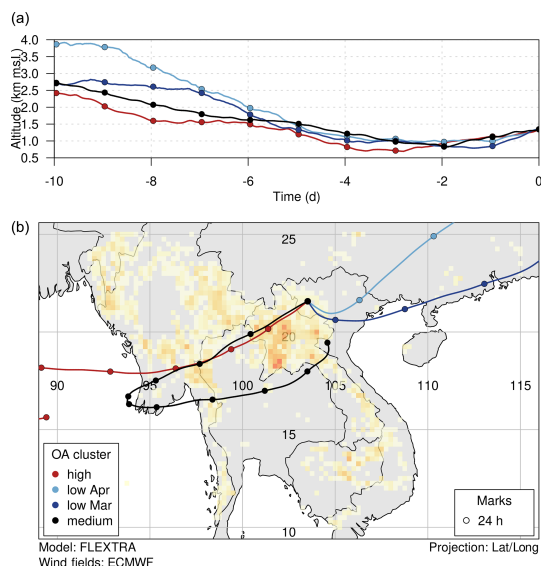 (a)
4.0
3.5
3.0
2.5
2.0
1.5
1.0
0.5
Altitude (km m s.l.)
-10 -8 -6 -4 -2 0
Time (d)
(b)
25
20
90 95 100 105 110 115
15
10
OA cluster
high
low Apr
low Mar
medium
Marks
24 h
Model: FLEXTRA Projection: Lat/Long
Wind fields: ECMWF